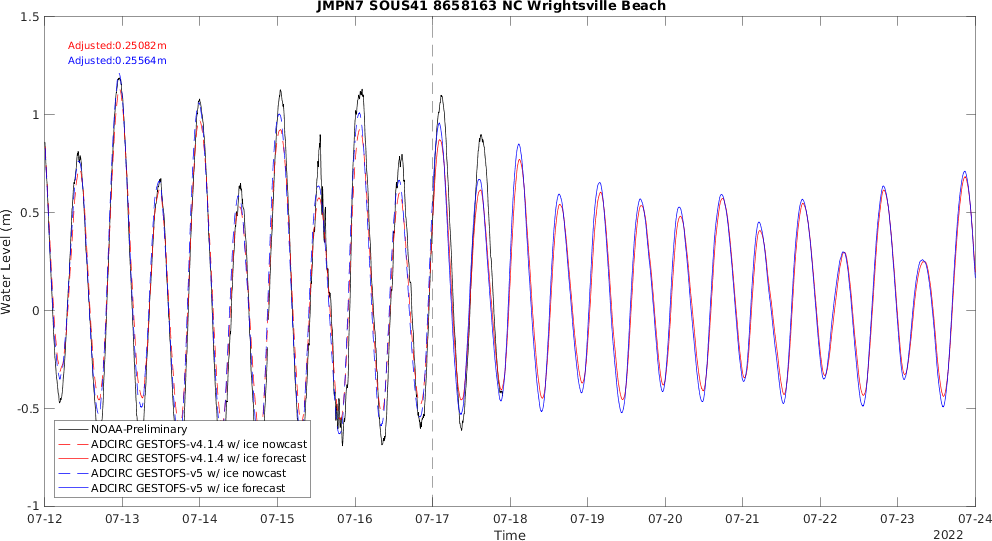 JMPN7 SOUS41 8658163 NC Wrightsville Beach
1.5
Adjusted:0.25082m
Adjusted:0.25564m
1
0.5
Water Level (m)
0
-0.5
NOAA-Preliminary
ADCIRC GESTOFS-v4.1.4 w/ ice nowcast
ADCIRC GESTOFS-v4.1.4 w/ ice forecast
ADCIRC GESTOFS-v5 w/ ice nowcast
ADCIRC GESTOFS-v5 w/ ice forecast
-1
07-12 07-13 07-14 07-15 07-16 07-17 07-18 07-19 07-20 07-21 07-22 07-23 07-24
Time
2022